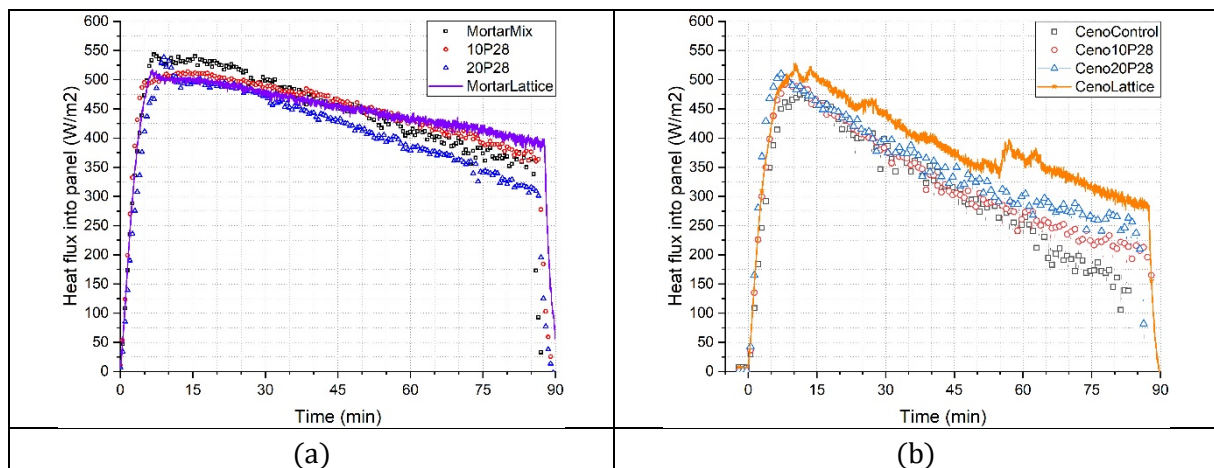 600
550
500
450
400
350
300
250
200
150
100
50
0
Heat flux into panel (W/m2)
MortarMix
10P28
20P28
MortarLattice
0 15 30 45 60 75 90
Time (min)
(a)
600
550
500
450
400
350
300
250
200
150
100
50
0
Heat flux into panel (W/m2)
CenoControl
Ceno10P28
Ceno20P28
CenoLattice
0 15 30 45 60 75 90
Time (min)
(b)